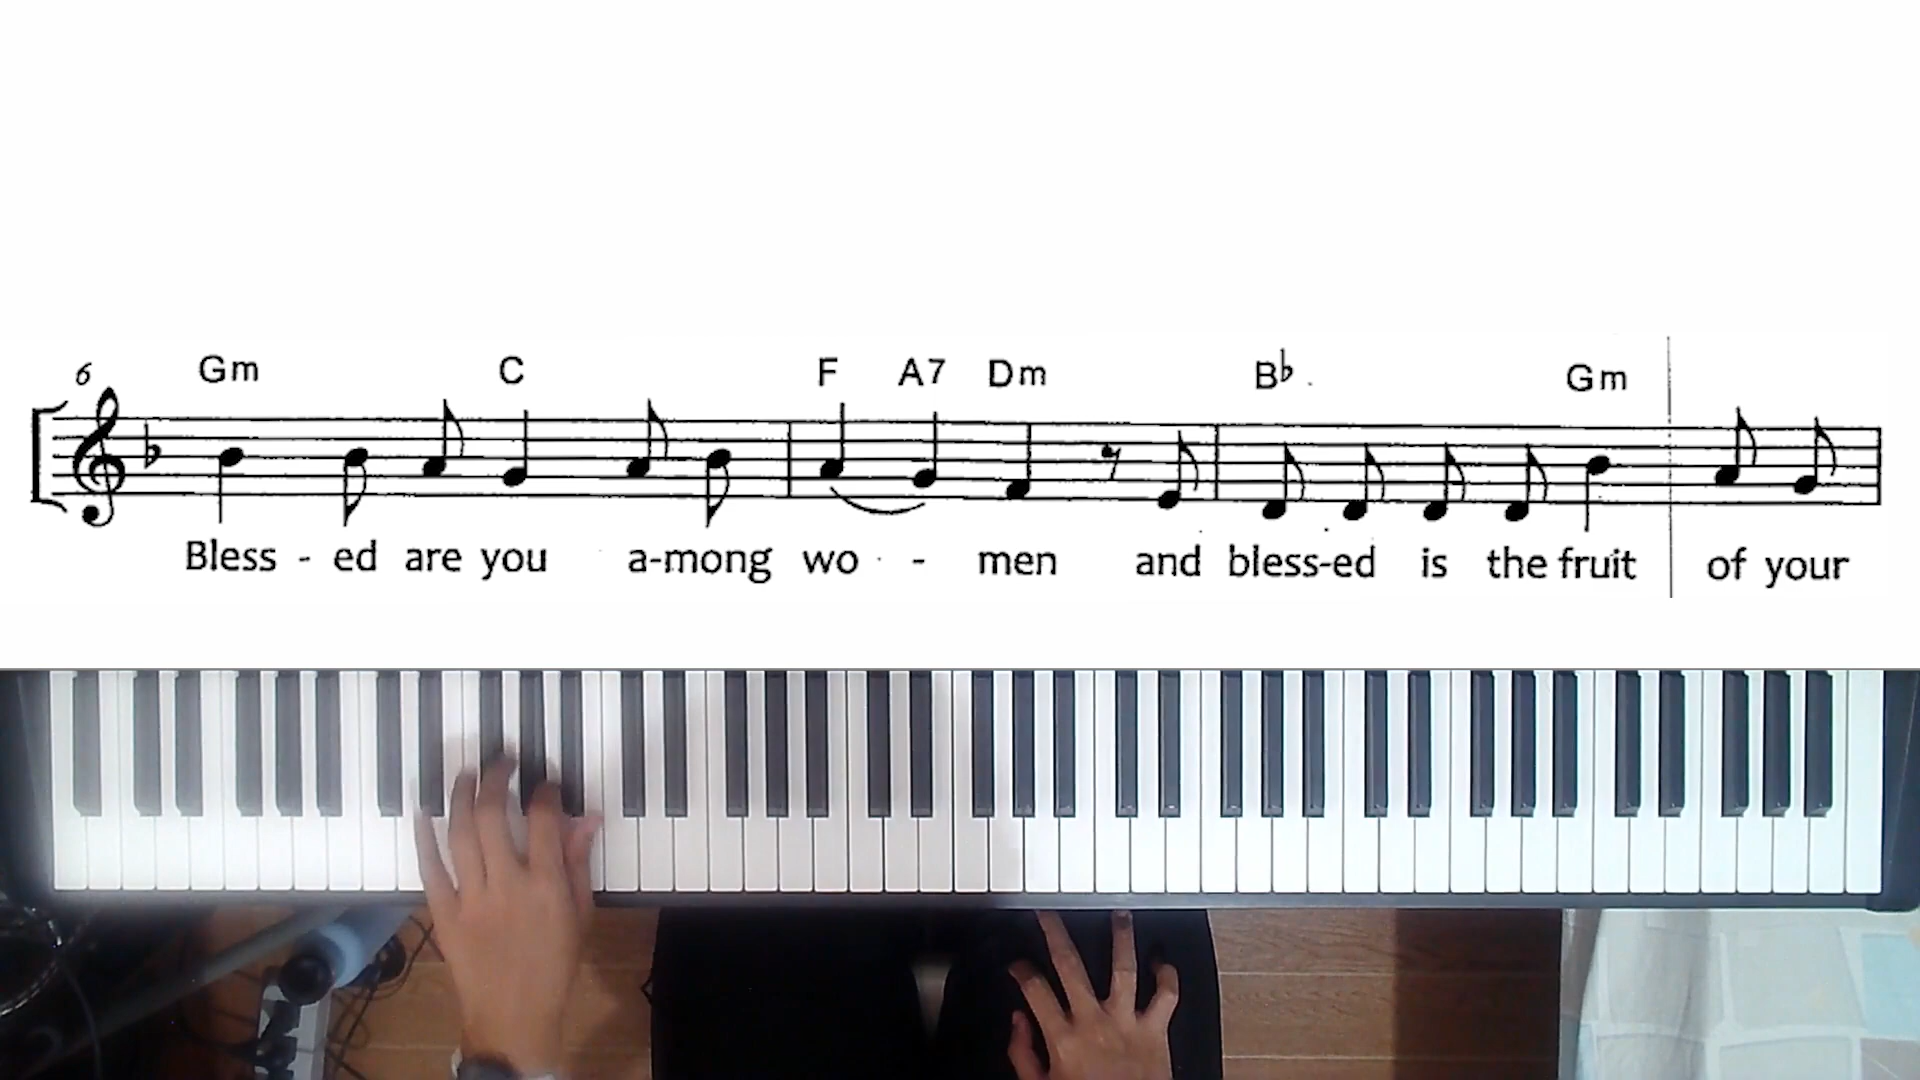 6 Gm C F A7 Dm B♭ Gm
Bless - ed are you a-mong wo - men and bless-ed is the fruit of your